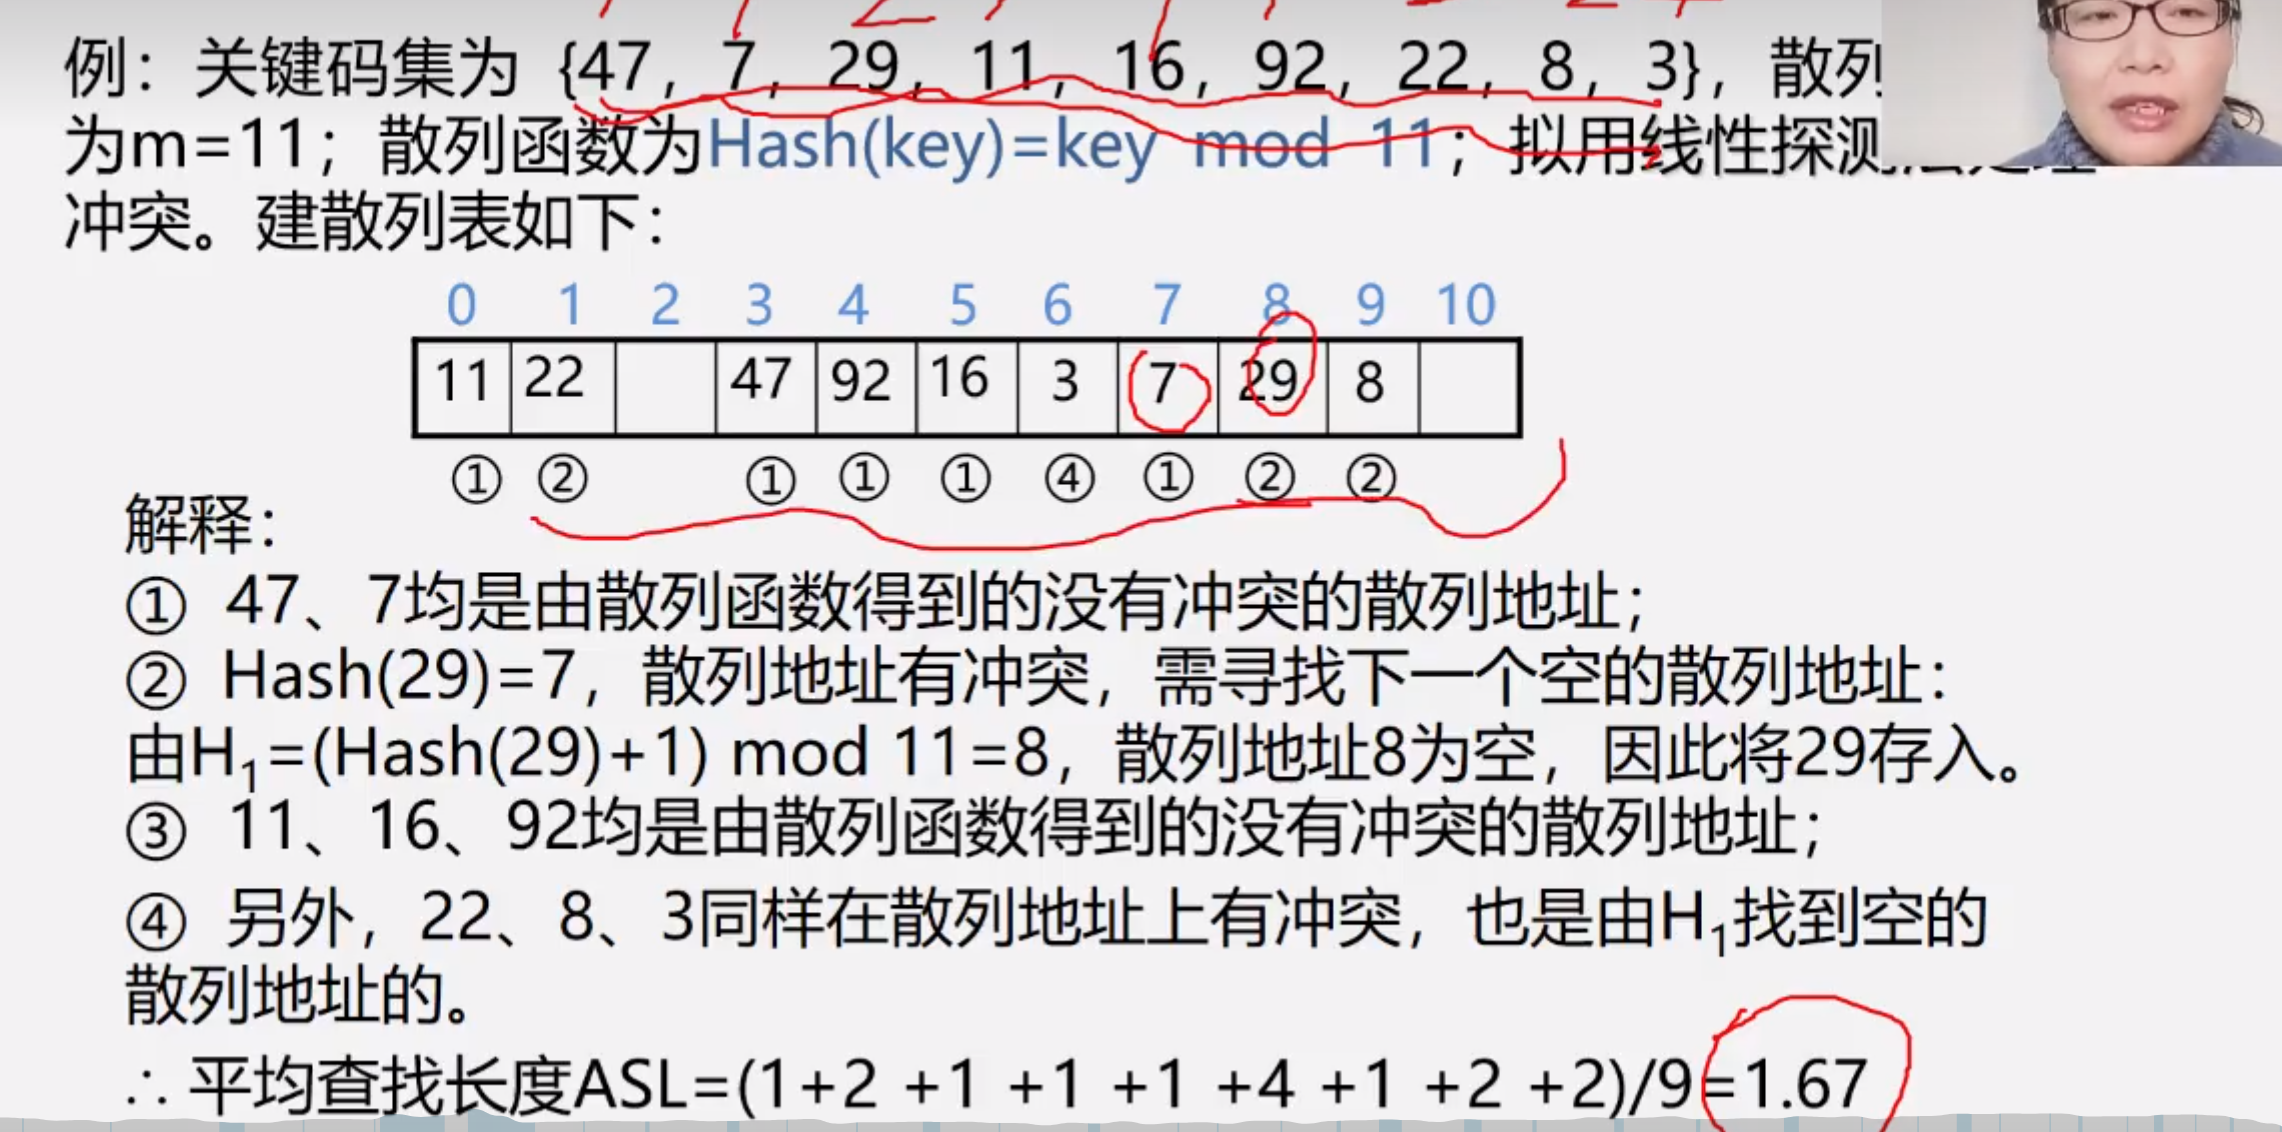 例：关键码集为 {47，7，29，11，16，92，22，8，3}，散列
为m=11；散列函数为Hash(key)=key mod 11；拟用线性探测
冲突。建散列表如下：
0 1 2 3 4 5 6 7 8 9 10
11 22 47 92 16 3 7 29 8
① ② ① ① ① ④ ① ② ②
解释：
① 47、7均是由散列函数得到的没有冲突的散列地址；
② Hash(29)=7，散列地址有冲突，需寻找下一个空的散列地址：
由H₁=(Hash(29)+1) mod 11=8，散列地址8为空，因此将29存入。
③ 11、16、92均是由散列函数得到的没有冲突的散列地址；
④ 另外，22、8、3同样在散列地址上有冲突，也是由H₁找到空的
散列地址的。
∴ 平均查找长度ASL=(1+2 +1 +1 +1 +4 +1 +2 +2)/9=1.67